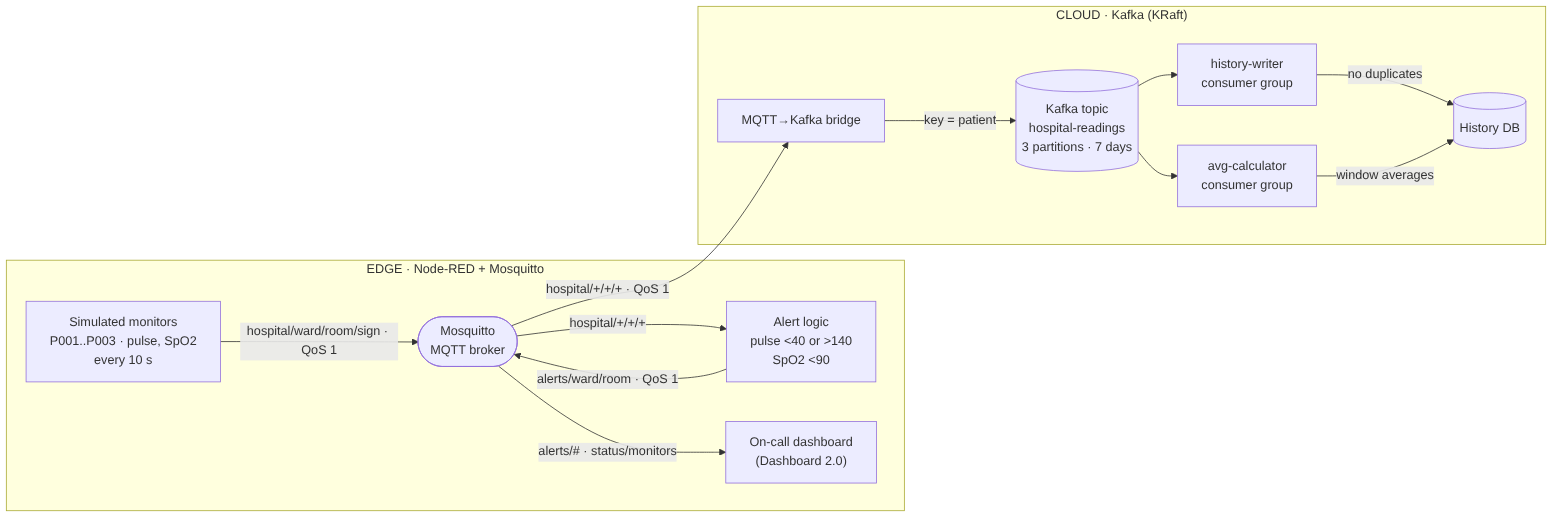 CLOUD · Kafka (KRaft)
MQTT→Kafka bridge
key = patient
Kafka topic
hospital-readings
3 partitions · 7 days
history-writer
consumer group
no duplicates
avg-calculator
consumer group
window averages
History DB
EDGE · Node-RED + Mosquitto
Simulated monitors
P001..P003 · pulse, SpO2
every 10 s
hospital/ward/room/sign ·
QoS 1
Mosquitto
MQTT broker
hospital/+/+/+ · QoS 1
hospital/+/+/+
Alert logic
pulse <40 or >140
SpO2 <90
alerts/ward/room · QoS 1
alerts/# · status/monitors
On-call dashboard
(Dashboard 2.0)